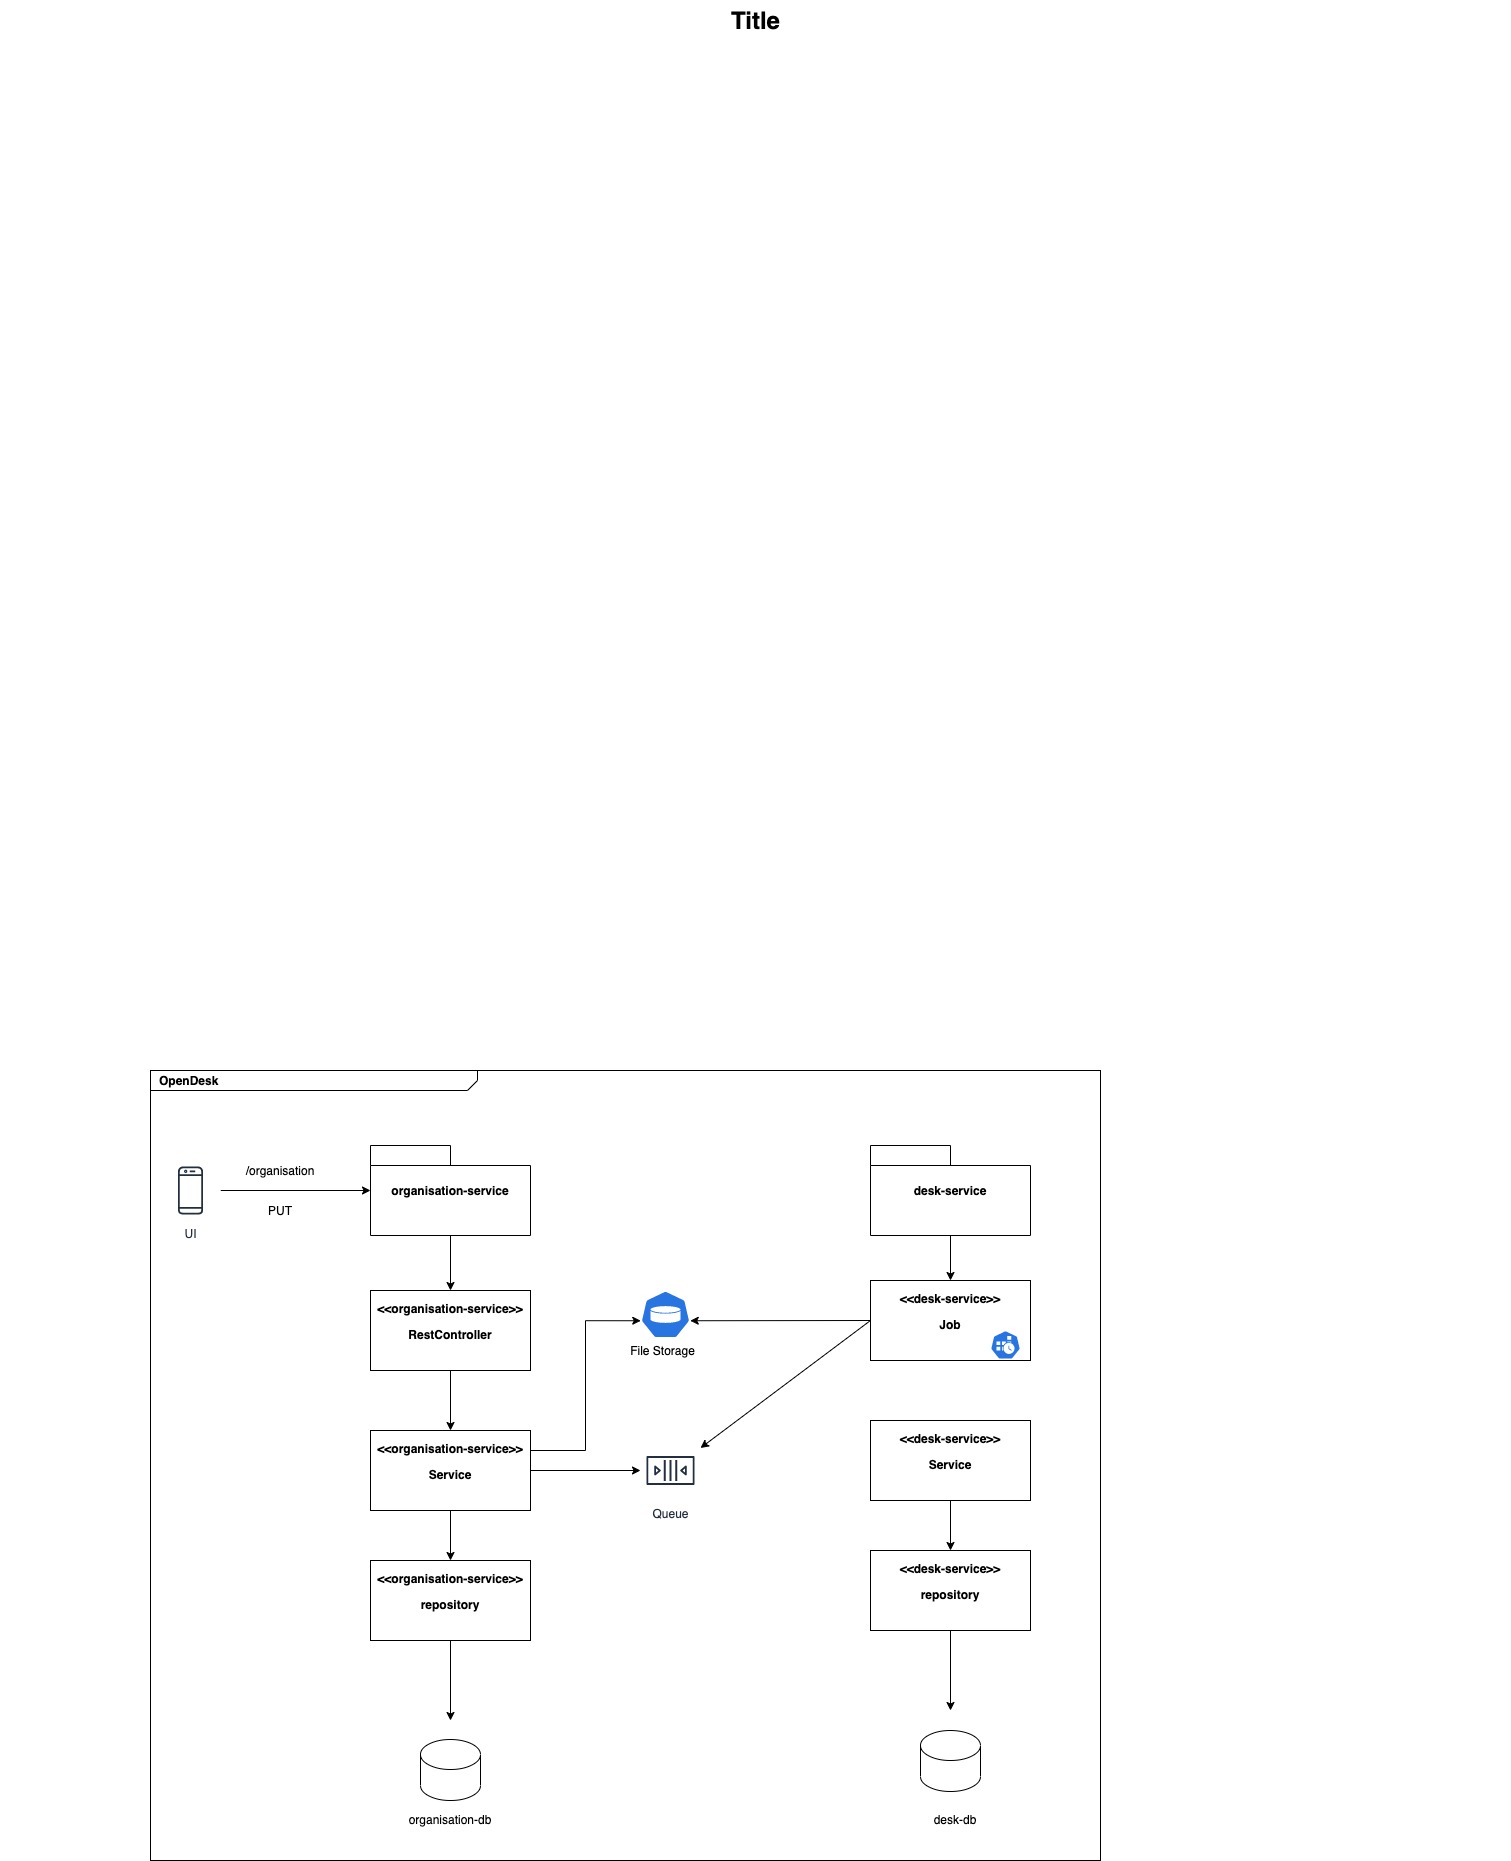 Title
OpenDesk
/organisation
PUT
UI
organisation-service
desk-service
<<organisation-service>>
RestController
File Storage
<<desk-service>>
Job
<<organisation-service>>
Service
Queue
<<desk-service>>
Service
<<organisation-service>>
repository
<<desk-service>>
repository
organisation-db
desk-db